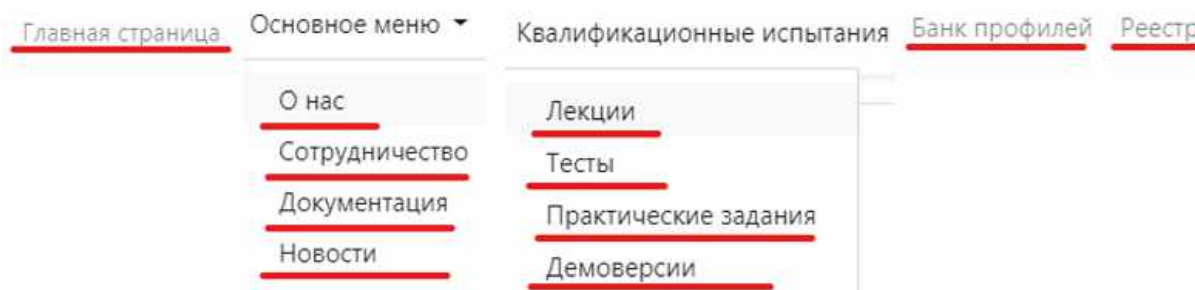 Главная страница
Основное меню
О нас
Сотрудничество
Документация
Новости
Квалификационные испытания
Лекции
Тесты
Практические задания
Демоверсии
Банк профилей
Реестр